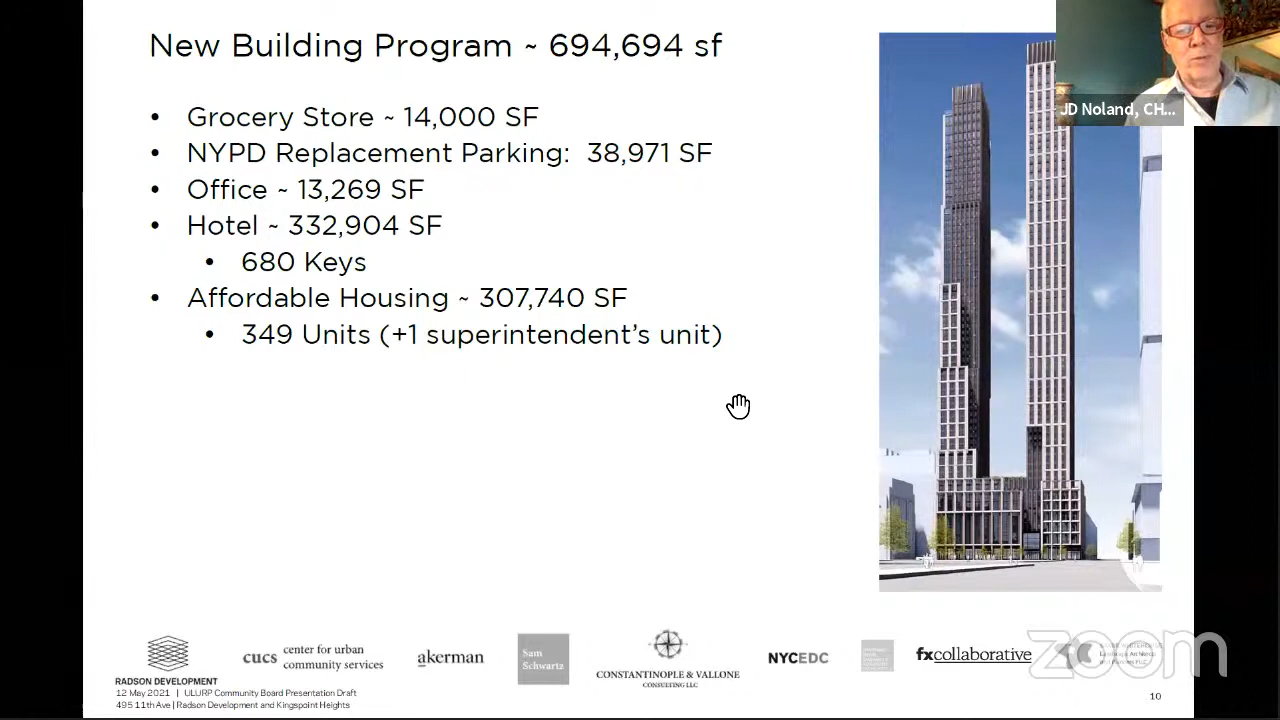 New Building Program ~ 694,694 sf
• Grocery Store ~ 14,000 SF
• NYPD Replacement Parking: 38,971 SF
• Office ~ 13,269 SF
• Hotel ~ 332,904 SF
• 680 Keys
• Affordable Housing ~ 307,740 SF
• 349 Units (+1 superintendent's unit)
JD Noland, CH...
RADSON DEVELOPMENT
cucs center for urban
community services
akerman
Sam
Schwartz
CONSTANTINOPLE & VALLONE
CONSULTING LLC
NYCEDC
fxcollaborative
zoom
12 May 2021 | ULURP Community Board Presentation Draft
495 11th Ave | Radson Development and Kingspoint Heights
10